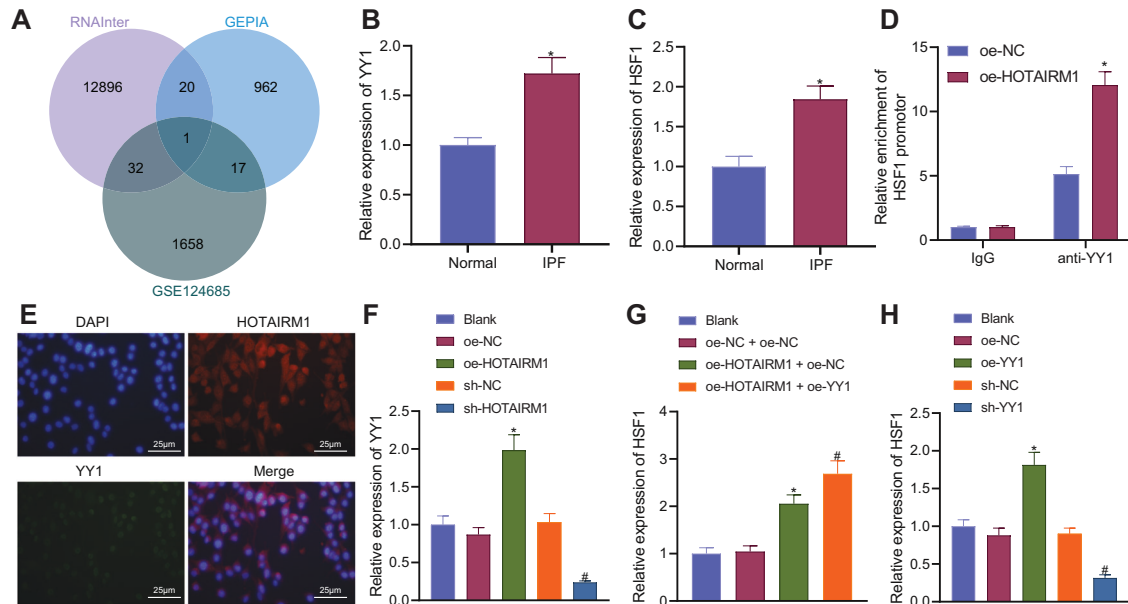 A
RNAInter
GEPIA
12896
20
962
1
32
17
1658
GSE124685
B
Relative expression of YY1
2.0
1.5
1.0
0.5
0.0
*
Normal
IPF
C
Relative expression of HSF1
2.5
2.0
1.5
1.0
0.5
0.0
*
Normal
IPF
D
oe-NC
oe-HOTAIRM1
Relative enrichment of
HSF1 promotor
15
10
5
0
*
IgG
anti-YY1
E
DAPI
HOTAIRM1
25μm
25μm
YY1
Merge
25μm
25μm
F
Blank
oe-NC
oe-HOTAIRM1
sh-NC
sh-HOTAIRM1
Relative expression of YY1
2.5
2.0
1.5
1.0
0.5
0.0
*
#
G
Blank
oe-NC + oe-NC
oe-HOTAIRM1 + oe-NC
oe-HOTAIRM1 + oe-YY1
Relative expression of HSF1
4
3
2
1
0
*
#
H
Blank
oe-NC
oe-YY1
sh-NC
sh-YY1
Relative expression of HSF1
2.5
2.0
1.5
1.0
0.5
0.0
*
#